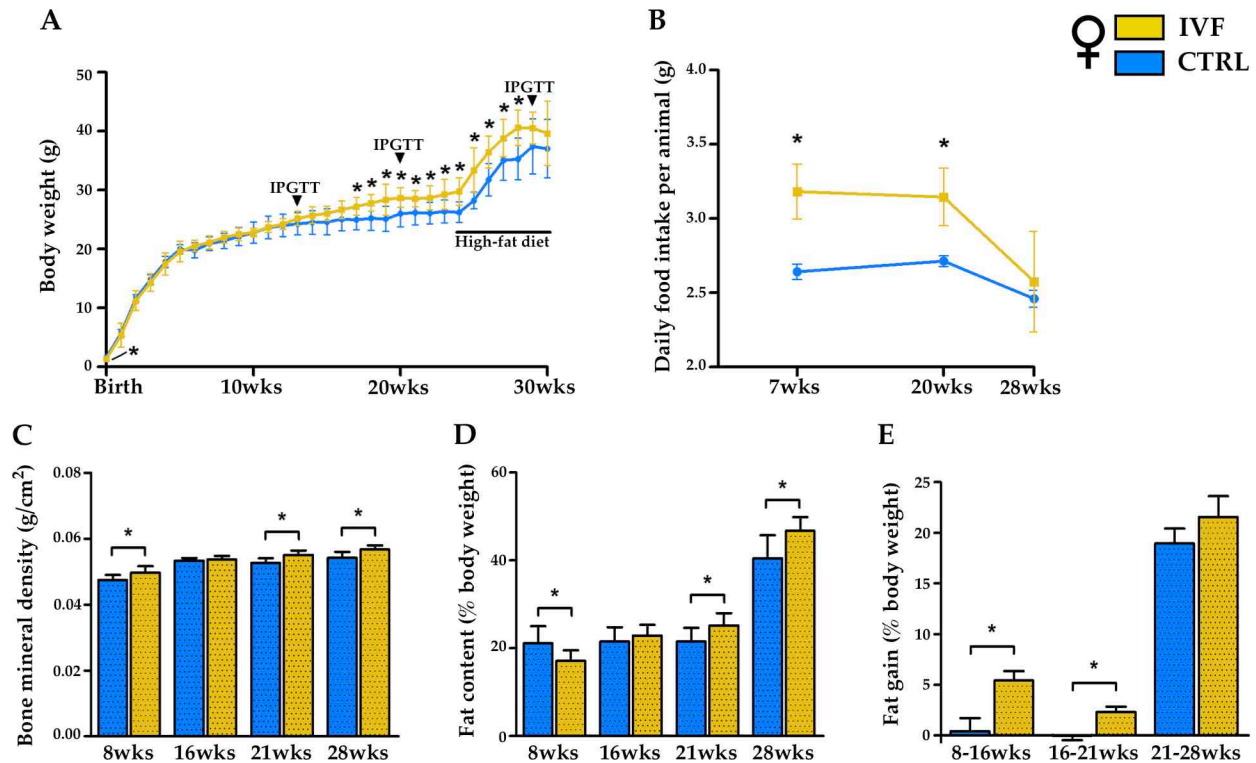 A
B
♀
IVF
CTRL
Body weight (g)
50
40
30
20
10
0
IPGTT
IPGTT
IPGTT
* * * * * * * * * * * *
*
High-fat diet
Birth
10wks
20wks
30wks
Daily food intake per animal (g)
4.0
3.5
3.0
2.5
2.0
*
*
7wks
20wks
28wks
C
Bone mineral density (g/cm²)
0.08
0.06
0.04
0.02
0.00
*
*
*
8wks
16wks
21wks
28wks
D
Fat content (% body weight)
60
40
20
0
*
*
*
8wks
16wks
21wks
28wks
E
Fat gain (% body weight)
25
20
15
10
5
0
*
*
8-16wks
16-21wks
21-28wks